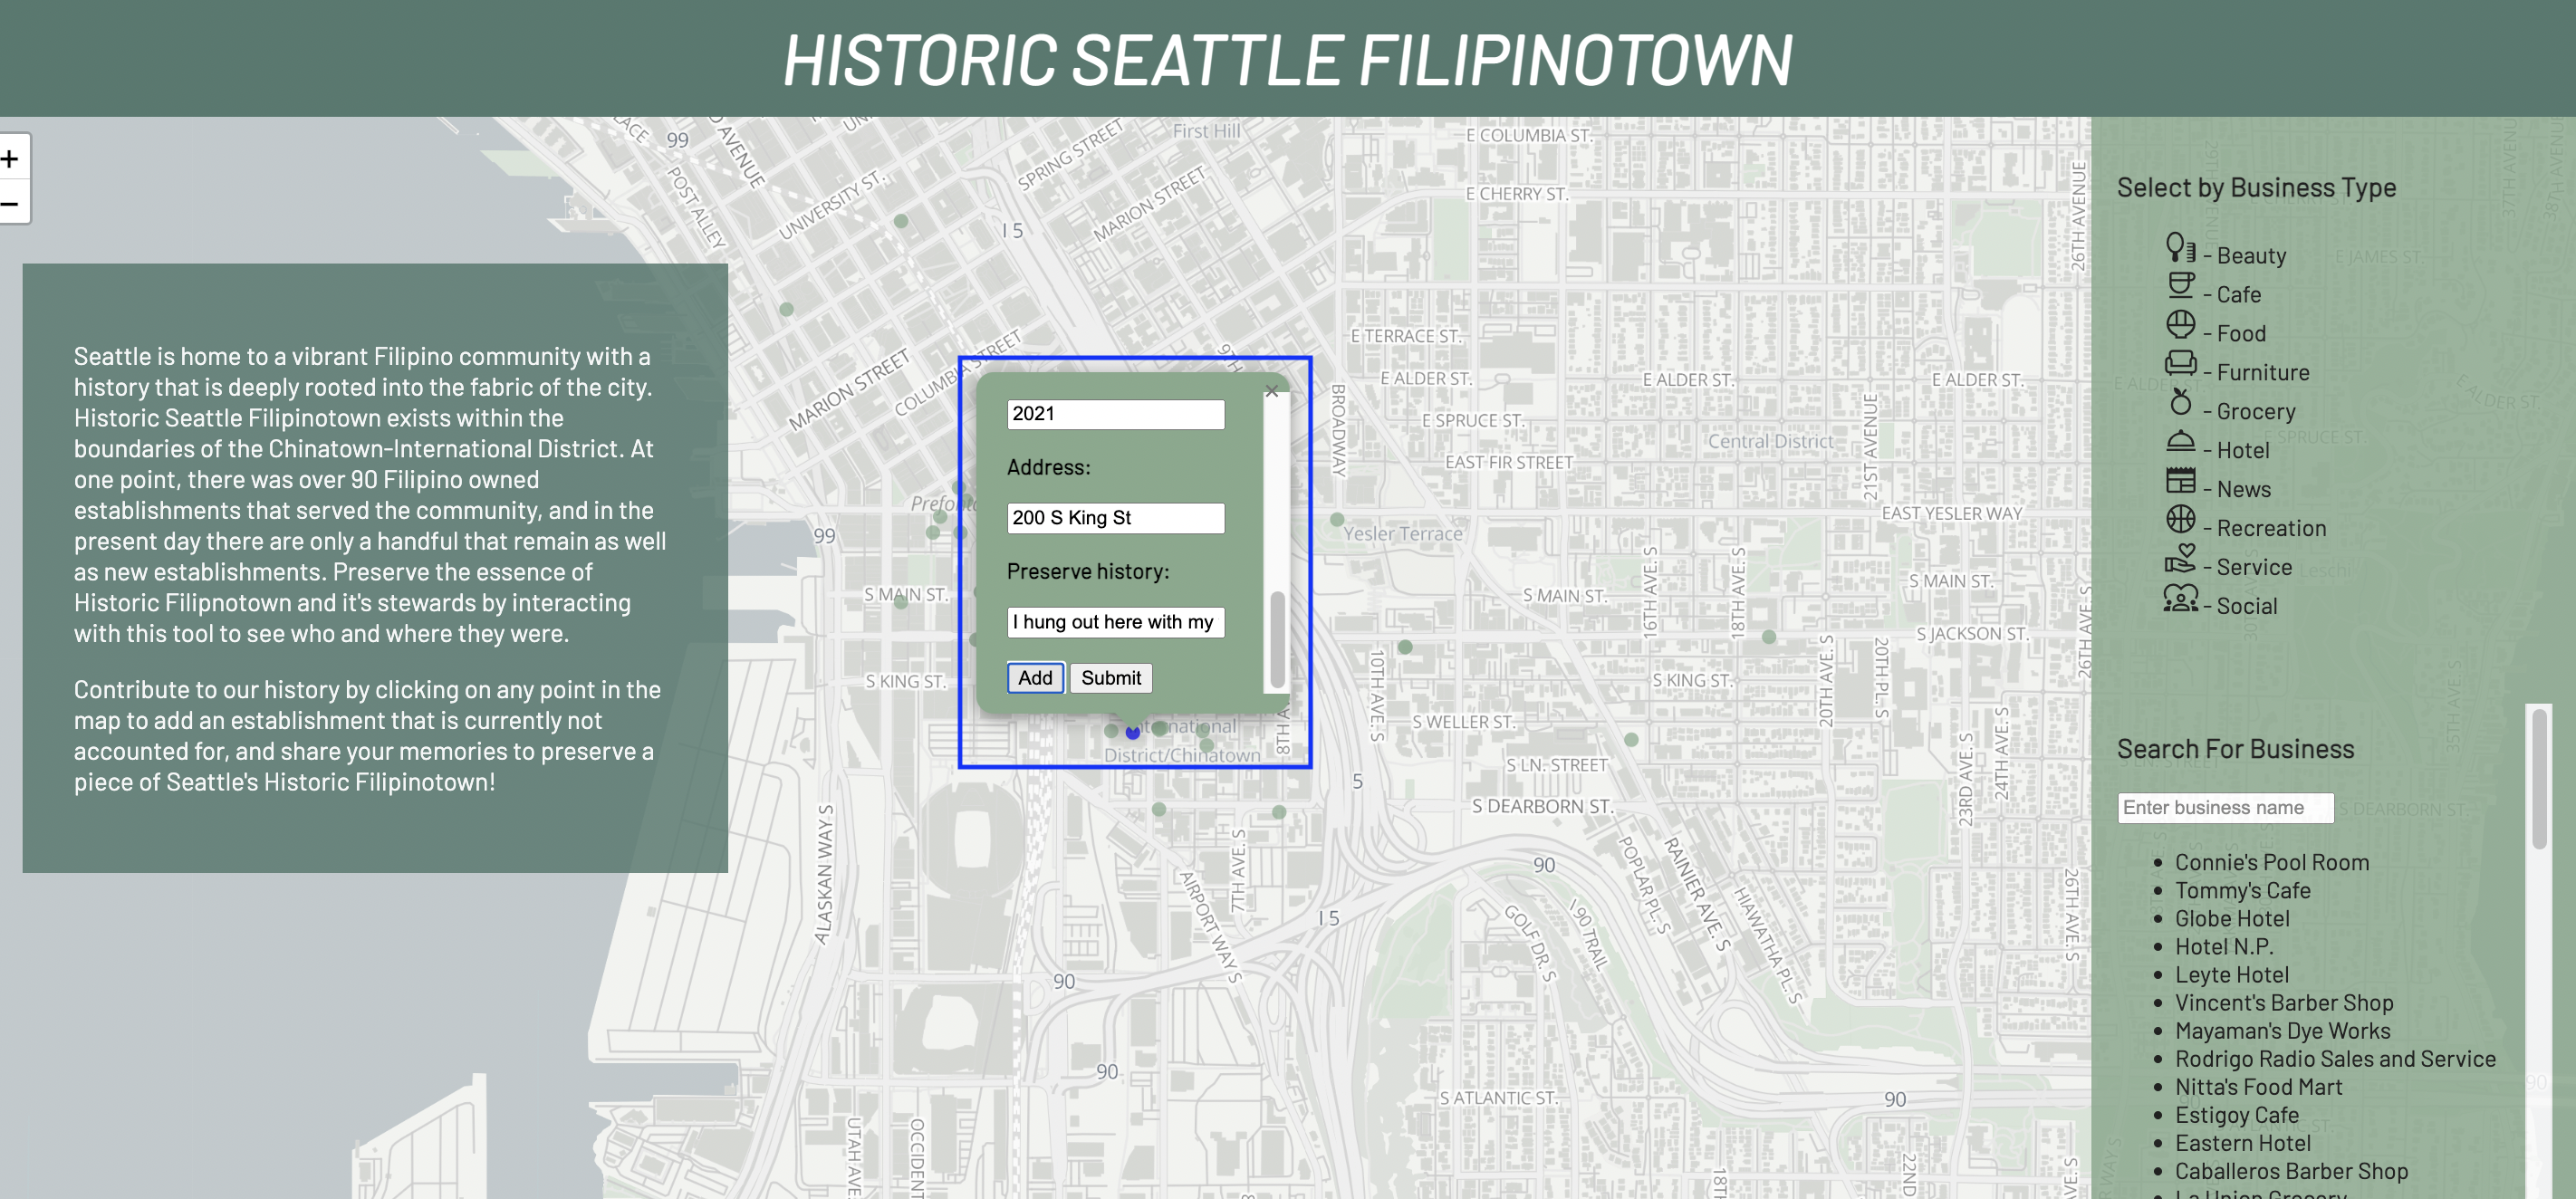 HISTORIC SEATTLE FILIPINOTOWN
+
−
Seattle is home to a vibrant Filipino community with a
history that is deeply rooted into the fabric of the city.
Historic Seattle Filipinotown exists within the
boundaries of the Chinatown-International District. At
one point, there was over 90 Filipino owned
establishments that served the community, and in the
present day there are only a handful that remain as well
as new establishments. Preserve the essence of
Historic Filipnotown and it's stewards by interacting
with this tool to see who and where they were.
Contribute to our history by clicking on any point in the
map to add an establishment that is currently not
accounted for, and share your memories to preserve a
piece of Seattle's Historic Filipinotown!
99
POST ALLEY
UNIVERSITY ST.
SPRING STREET
MARION STREET
First Hill
I 5
MARION STREET
COLUMBIA STREET
9TH
BROADWAY
E COLUMBIA ST.
E CHERRY ST.
E TERRACE ST.
E ALDER ST.
E ALDER ST.
E ALDER ST.
E SPRUCE ST.
Central District
EAST FIR STREET
21ST AVENUE
26TH AVENUE
EAST YESLER WAY
Yesler Terrace
99
S MAIN ST.
S MAIN ST.
S MAIN ST.
16TH AVE. S
18TH AVE. S
S JACKSON ST.
26TH AVE. S
S KING ST.
S KING ST.
10TH AVE. S
20TH AVE. S
20TH PL. S
S WELLER ST.
S LN. STREET
23RD AVE. S
24TH AVE. S
S DEARBORN ST.
5
2021
Address:
200 S King St
Preserve history:
I hung out here with my
Add Submit
×
International
District/Chinatown
8TH A
ALASKAN WAY S
7TH AVE. S
AIRPORT WAY S
I 5
90
POPLAR PL. S
RAINIER AVE. S
HIAWATHA PL. S
GOLF DR. S
I 90 TRAIL
26TH AVE. S
90
90
90
S ATLANTIC ST.
UTAH AVE.
OCCIDENT
18TH
22ND
Select by Business Type
- Beauty
- Cafe
- Food
- Furniture
- Grocery
- Hotel
- News
- Recreation
- Service
- Social
Search For Business
Enter business name
Connie's Pool Room
Tommy's Cafe
Globe Hotel
Hotel N.P.
Leyte Hotel
Vincent's Barber Shop
Mayaman's Dye Works
Rodrigo Radio Sales and Service
Nitta's Food Mart
Estigoy Cafe
Eastern Hotel
Caballeros Barber Shop